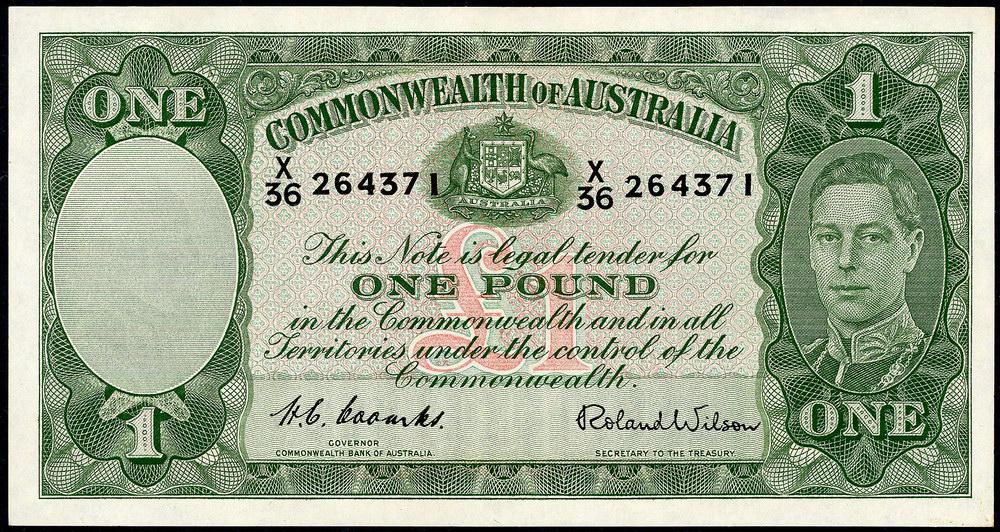 ONE
1
COMMONWEALTH OF AUSTRALIA
X/36 264371
X/36 264371
AUSTRALIA
£1
This Note is legal tender for
ONE POUND
in the Commonwealth and in all
Territories under the control of the
Commonwealth.
H.C. Coombs.
Roland Wilson
GOVERNOR
COMMONWEALTH BANK OF AUSTRALIA.
SECRETARY TO THE TREASURY.
1
ONE